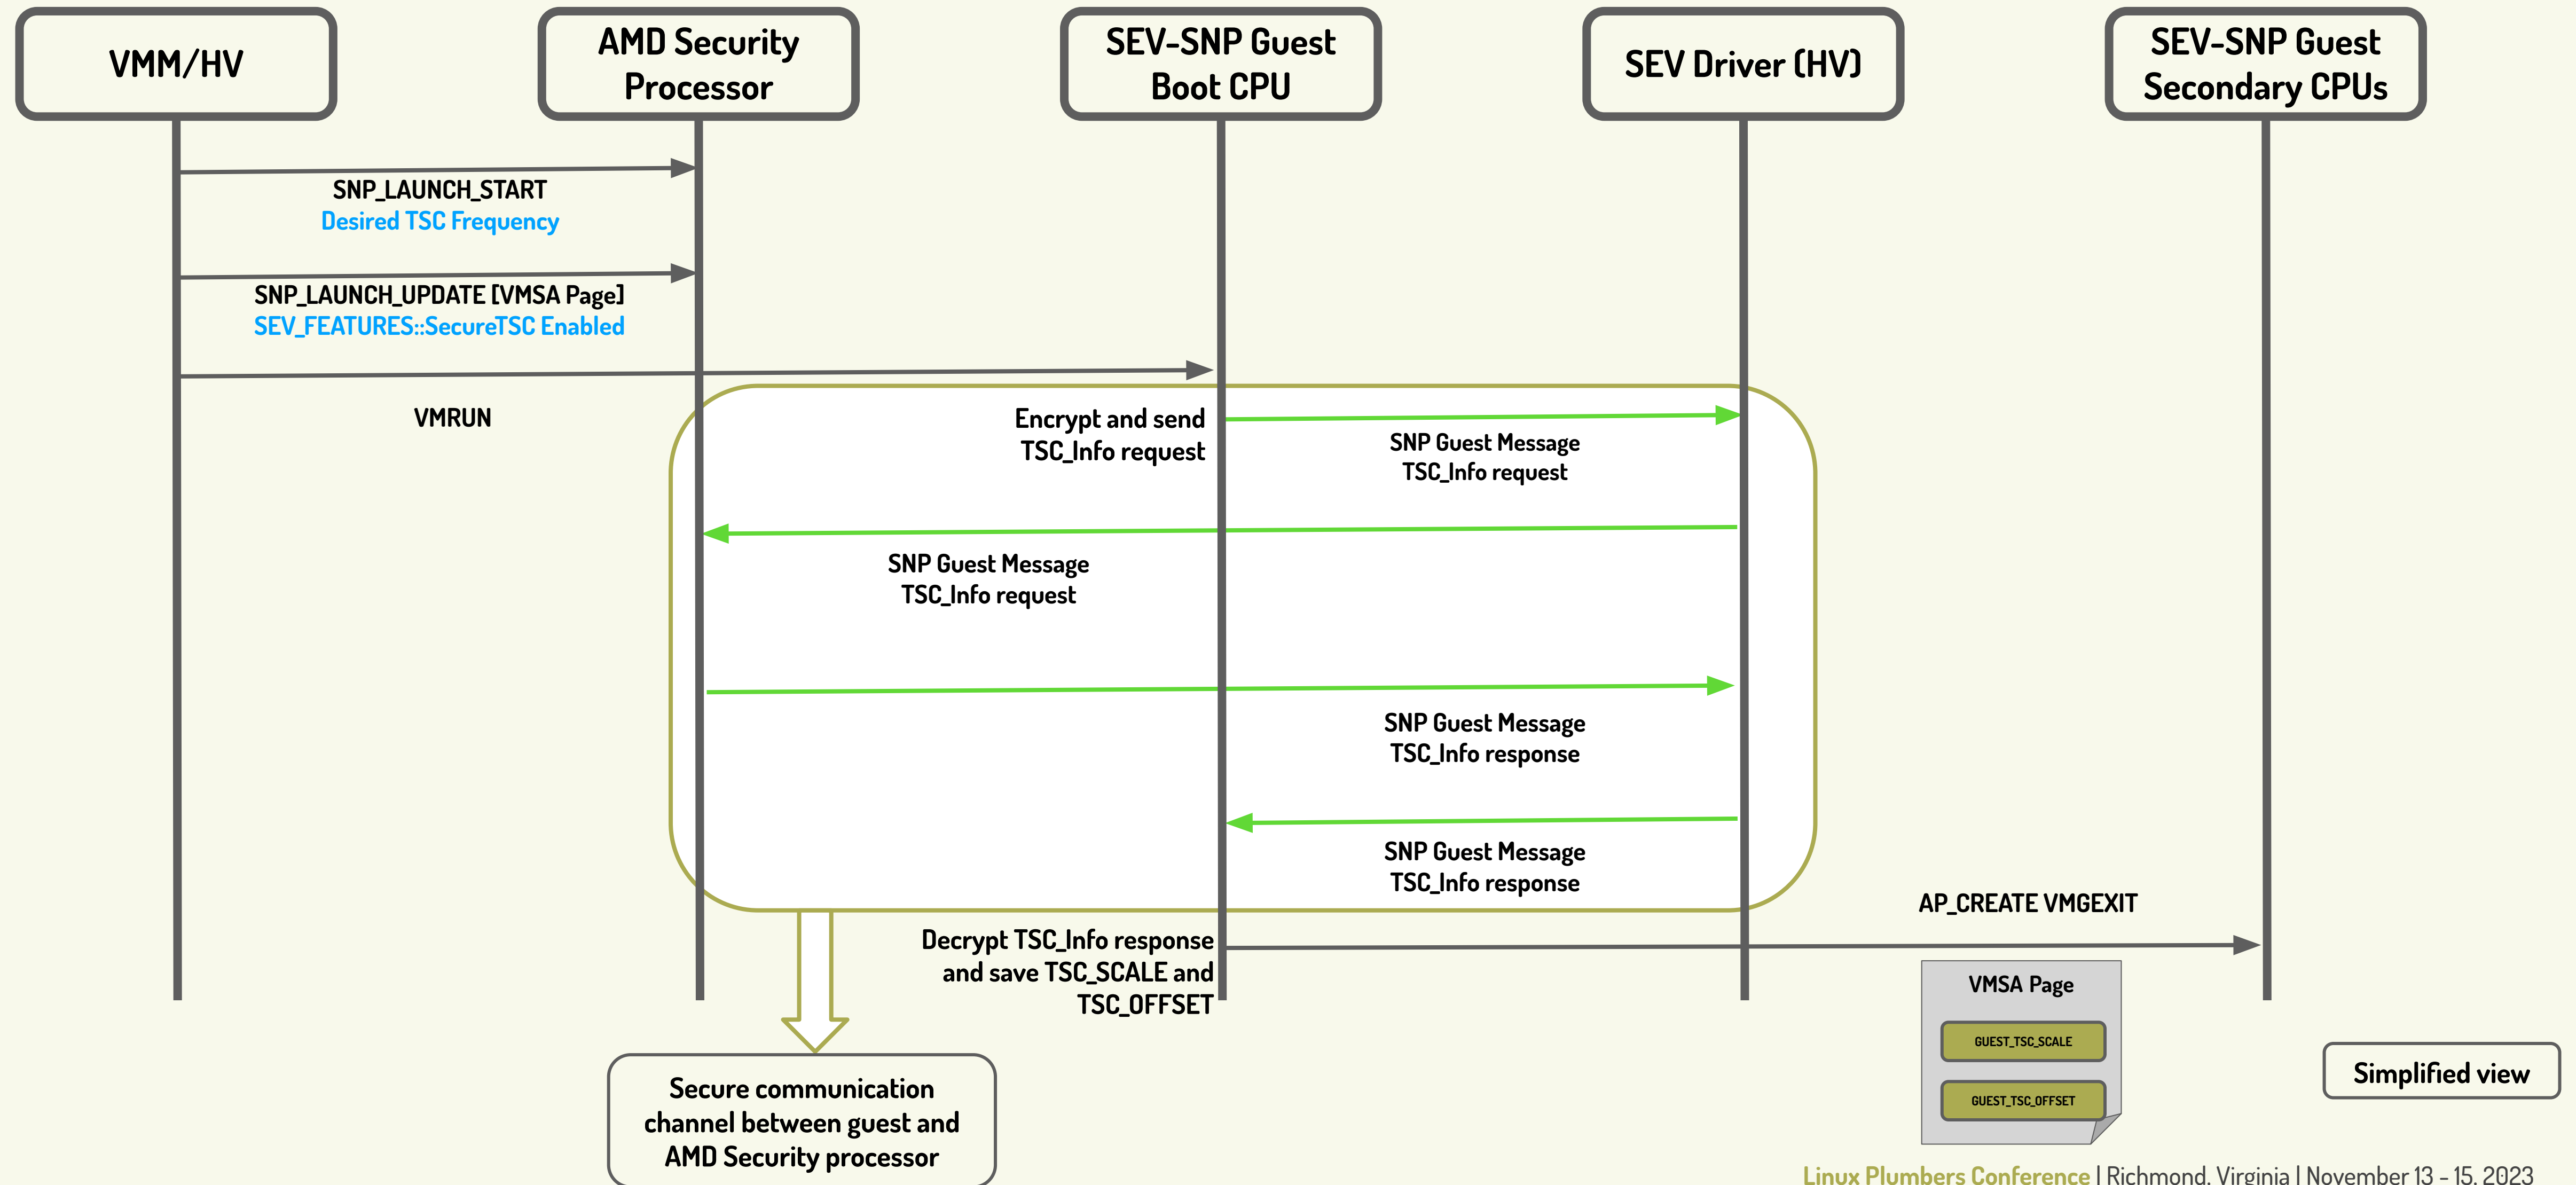 VMM/HV
AMD Security
Processor
SEV-SNP Guest
Boot CPU
SEV Driver (HV)
SEV-SNP Guest
Secondary CPUs
SNP_LAUNCH_START
Desired TSC Frequency
SNP_LAUNCH_UPDATE [VMSA Page]
SEV_FEATURES::SecureTSC Enabled
VMRUN
Encrypt and send
TSC_Info request
SNP Guest Message
TSC_Info request
SNP Guest Message
TSC_Info request
SNP Guest Message
TSC_Info response
SNP Guest Message
TSC_Info response
AP_CREATE VMGEXIT
Decrypt TSC_Info response
and save TSC_SCALE and
TSC_OFFSET
VMSA Page
GUEST_TSC_SCALE
GUEST_TSC_OFFSET
Simplified view
Secure communication
channel between guest and
AMD Security processor
Linux Plumbers Conference | Richmond, Virginia | November 13 - 15, 2023